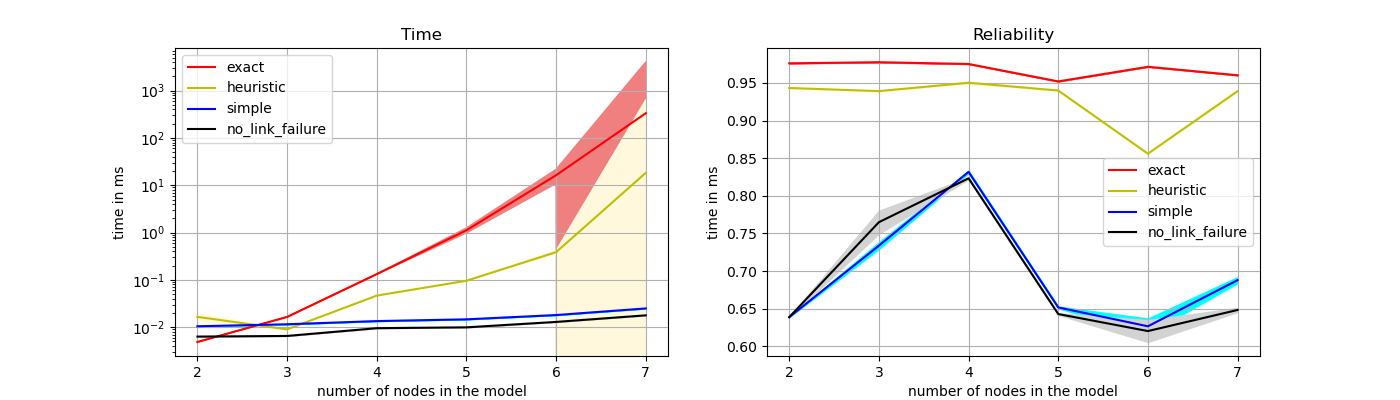 Time
exact
heuristic
simple
no_link_failure
10³
10²
10¹
10⁰
10⁻¹
10⁻²
time in ms
2 3 4 5 6 7
number of nodes in the model
Reliability
0.95
0.90
0.85
0.80
0.75
0.70
0.65
0.60
time in ms
exact
heuristic
simple
no_link_failure
2 3 4 5 6 7
number of nodes in the model